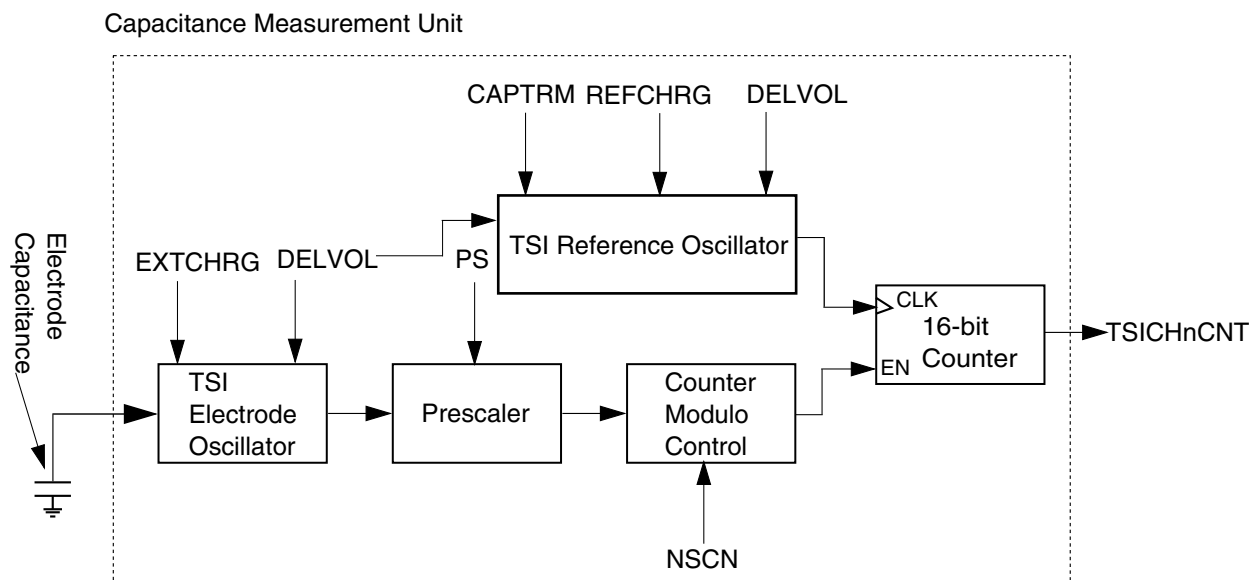 Capacitance Measurement Unit
CAPTRM REFCHRG DELVOL
TSI Reference Oscillator
EXTCHRG DELVOL PS
Electrode
Capacitance
CLK
16-bit
Counter
EN
TSICHnCNT
TSI
Electrode
Oscillator
Prescaler
Counter
Modulo
Control
NSCN